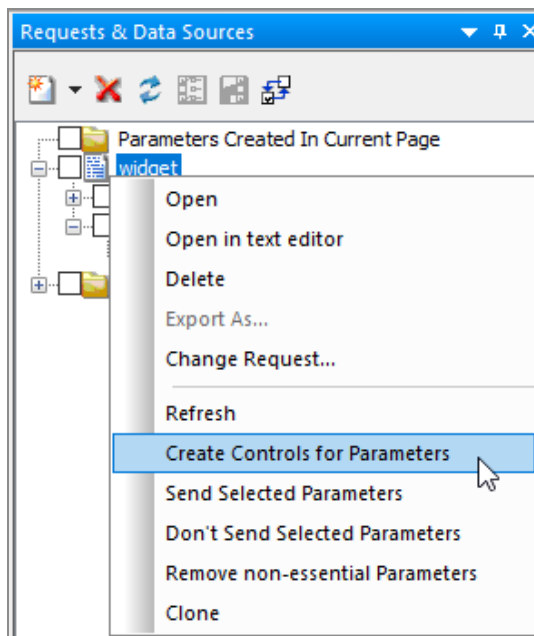 Requests & Data Sources
Parameters Created In Current Page
widget
Open
Open in text editor
Delete
Export As...
Change Request...
Refresh
Create Controls for Parameters
Send Selected Parameters
Don't Send Selected Parameters
Remove non-essential Parameters
Clone